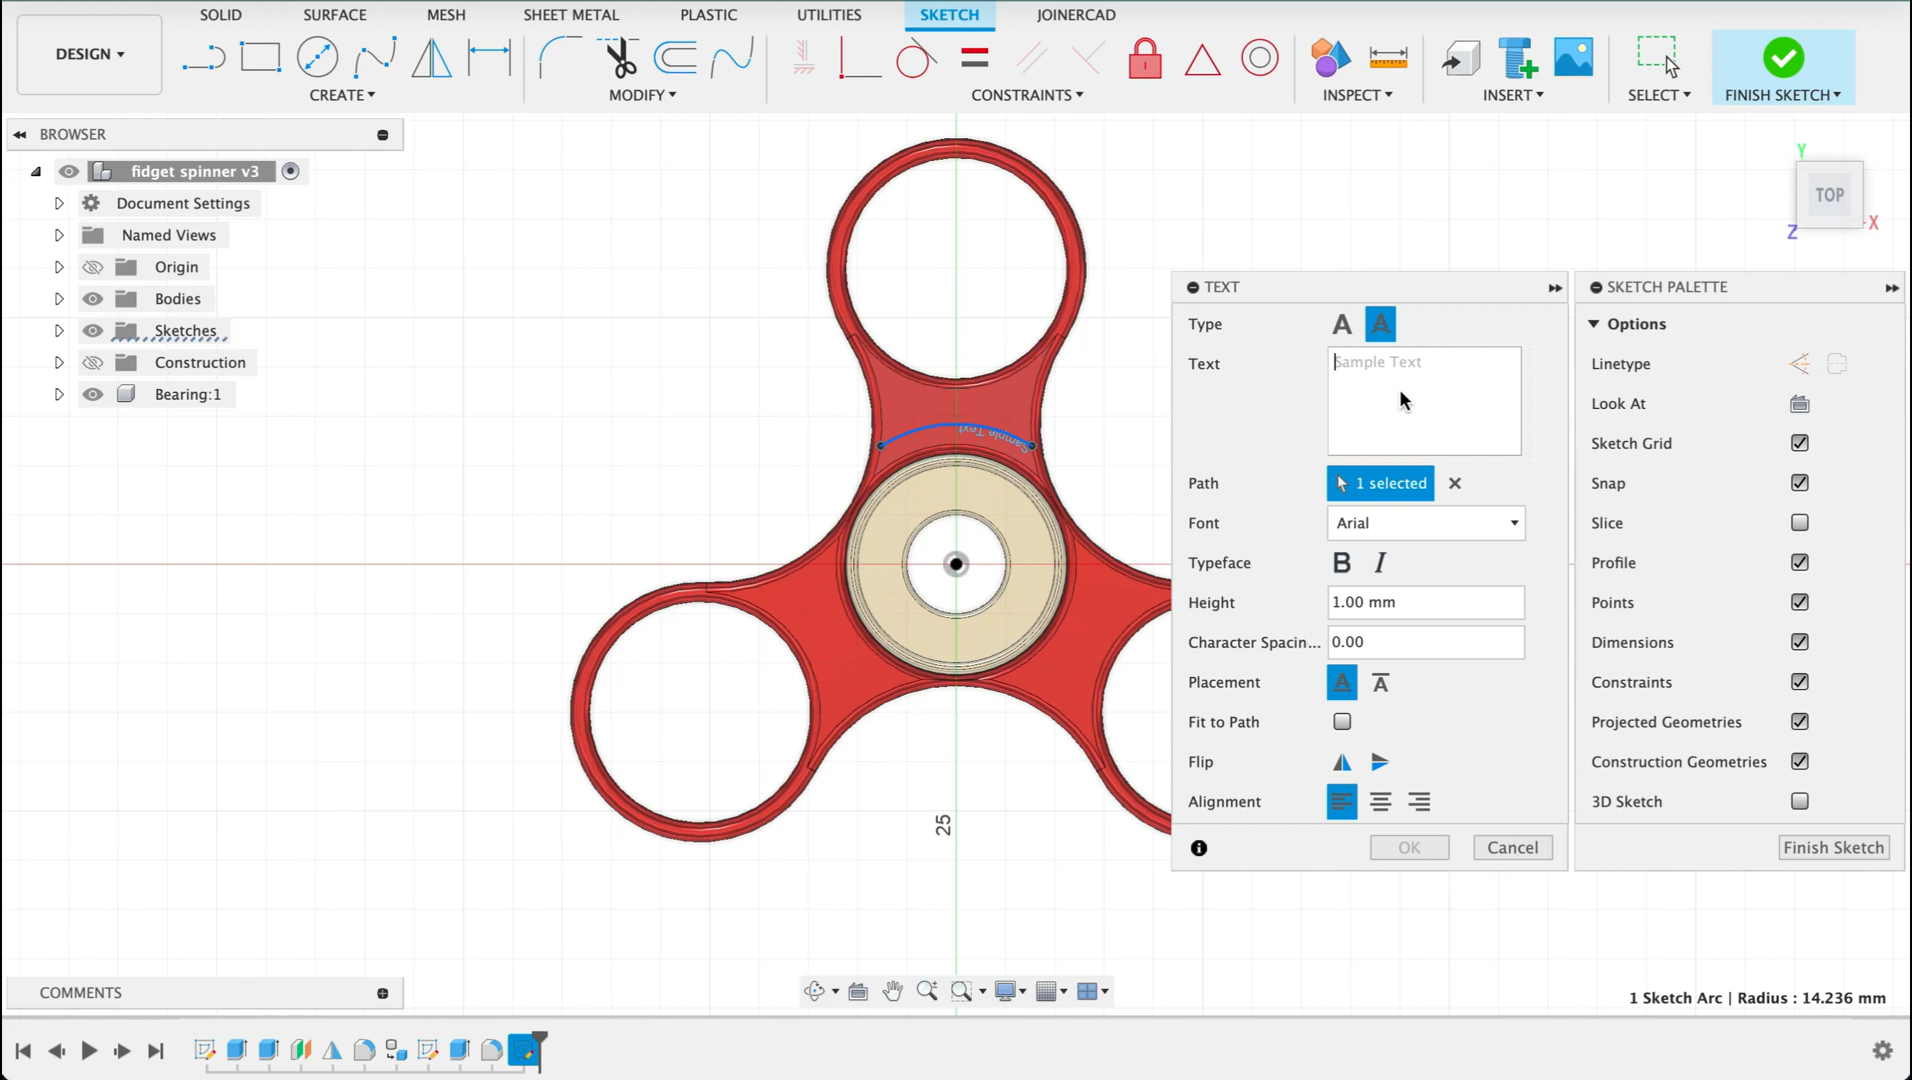 SOLID SURFACE MESH SHEET METAL PLASTIC UTILITIES SKETCH JOINERCAD
DESIGN
CREATE MODIFY CONSTRAINTS INSPECT INSERT SELECT FINISH SKETCH
BROWSER
fidget spinner v3
Document Settings
Named Views
Origin
Bodies
Sketches
Construction
Bearing:1
Y
TOP
X
Z
Sample Text
25
TEXT
Type A A
Text Sample Text
Path 1 selected
Font Arial
Typeface B I
Height 1.00 mm
Character Spacin... 0.00
Placement A A
Fit to Path
Flip
Alignment
OK Cancel
SKETCH PALETTE
Options
Linetype
Look At
Sketch Grid
Snap
Slice
Profile
Points
Dimensions
Constraints
Projected Geometries
Construction Geometries
3D Sketch
Finish Sketch
COMMENTS
1 Sketch Arc | Radius : 14.236 mm